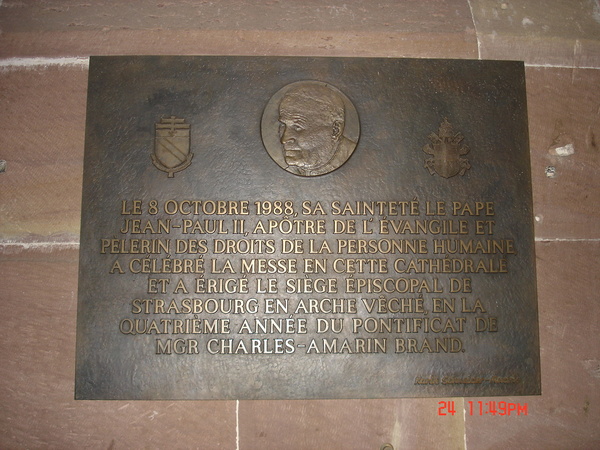 LE 8 OCTOBRE 1988, SA SAINTETÉ LE PAPE
JEAN-PAUL II, APÔTRE DE L'ÉVANGILE ET
PÈLERIN DES DROITS DE LA PERSONNE HUMAINE
A CÉLÉBRÉ LA MESSE EN CETTE CATHÉDRALE
ET A ÉRIGÉ LE SIÈGE ÉPISCOPAL DE
STRASBOURG EN ARCHEVÊCHÉ, EN LA
QUATRIÈME ANNÉE DU PONTIFICAT DE
MGR CHARLES-AMARIN BRAND.
24 11:49PM